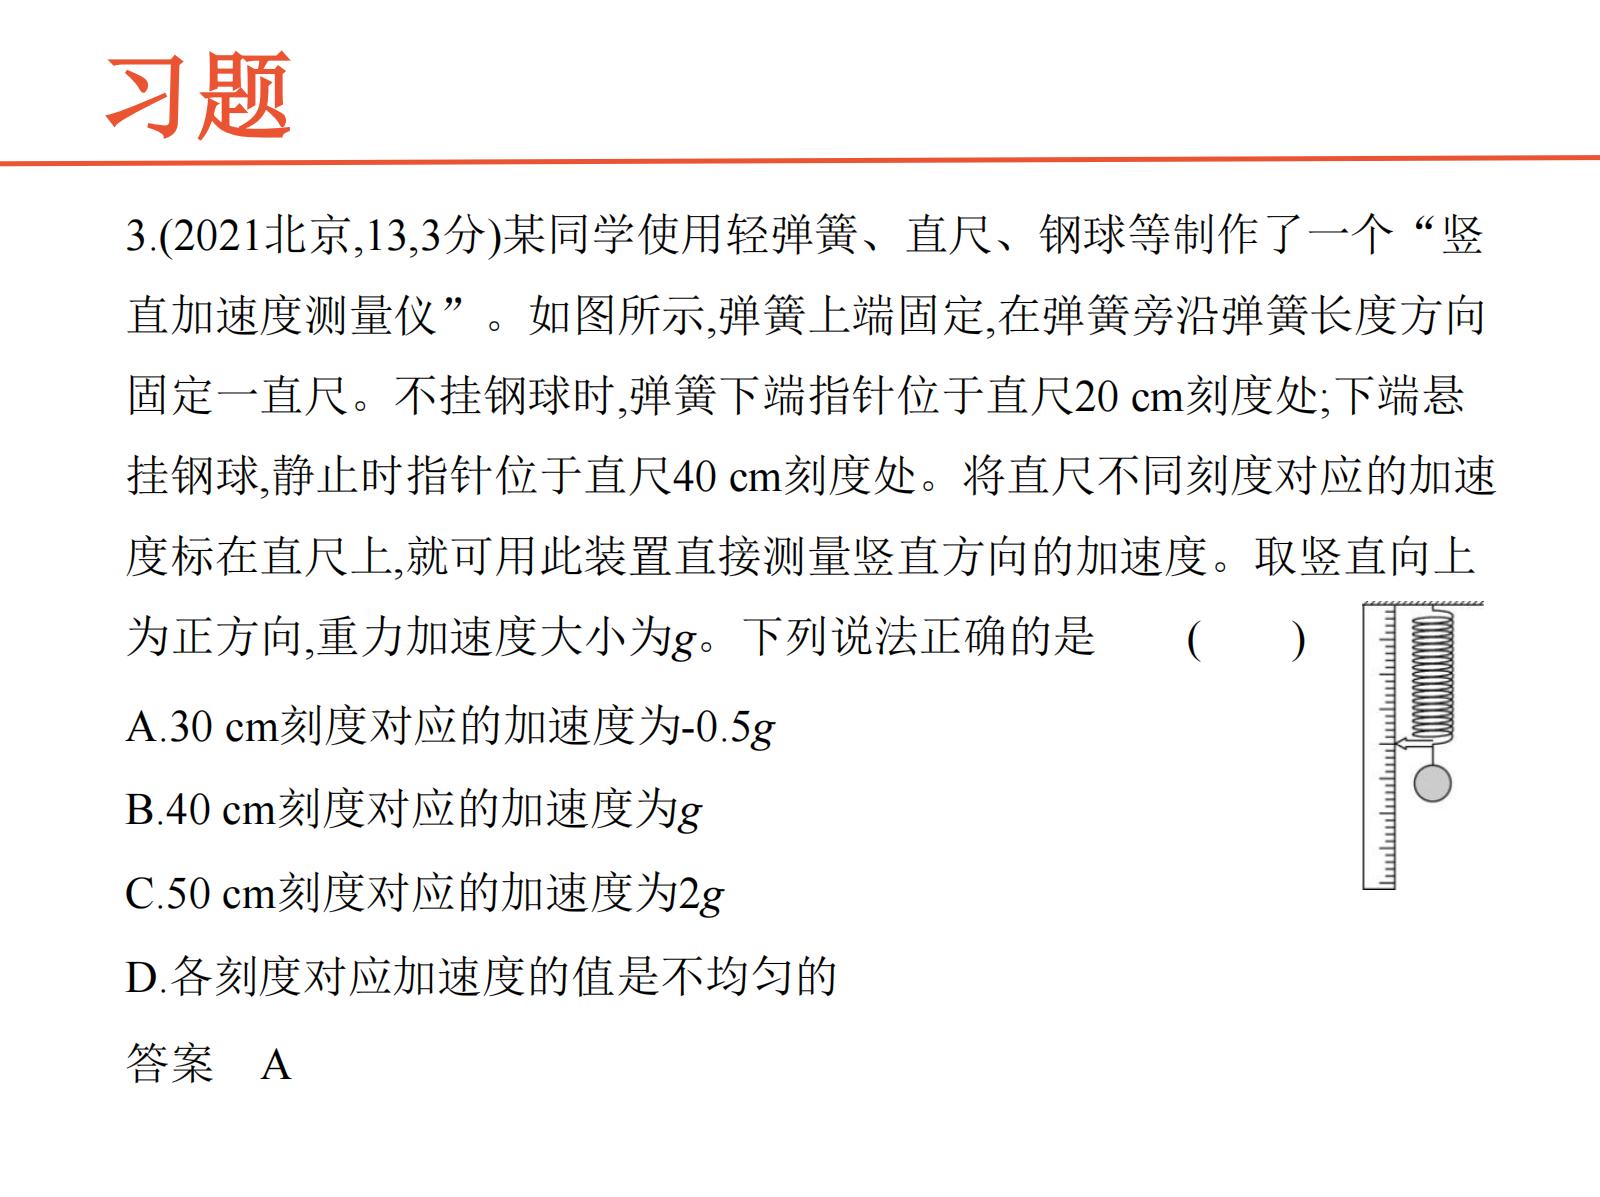 习题
3.(2021北京,13,3分)某同学使用轻弹簧、直尺、钢球等制作了一个“竖
直加速度测量仪”。如图所示,弹簧上端固定,在弹簧旁沿弹簧长度方向
固定一直尺。不挂钢球时,弹簧下端指针位于直尺20 cm刻度处;下端悬
挂钢球,静止时指针位于直尺40 cm刻度处。将直尺不同刻度对应的加速
度标在直尺上,就可用此装置直接测量竖直方向的加速度。取竖直向上
为正方向,重力加速度大小为g。下列说法正确的是 ( )
A.30 cm刻度对应的加速度为-0.5g
B.40 cm刻度对应的加速度为g
C.50 cm刻度对应的加速度为2g
D.各刻度对应加速度的值是不均匀的
答案 A